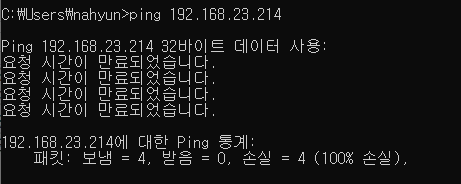 C:₩Users₩nahyun>ping 192.168.23.214
Ping 192.168.23.214 32바이트 데이터 사용:
요청 시간이 만료되었습니다.
요청 시간이 만료되었습니다.
요청 시간이 만료되었습니다.
요청 시간이 만료되었습니다.
192.168.23.214에 대한 Ping 통계:
패킷: 보냄 = 4, 받음 = 0, 손실 = 4 (100% 손실),